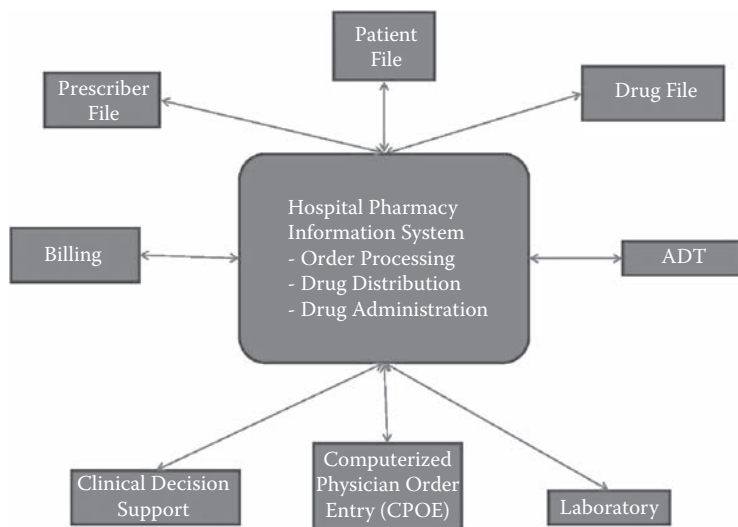 Patient
File
Prescriber
File
Drug File
Hospital Pharmacy
Information System
- Order Processing
- Drug Distribution
- Drug Administration
Billing
ADT
Clinical Decision
Support
Computerized
Physician Order
Entry (CPOE)
Laboratory